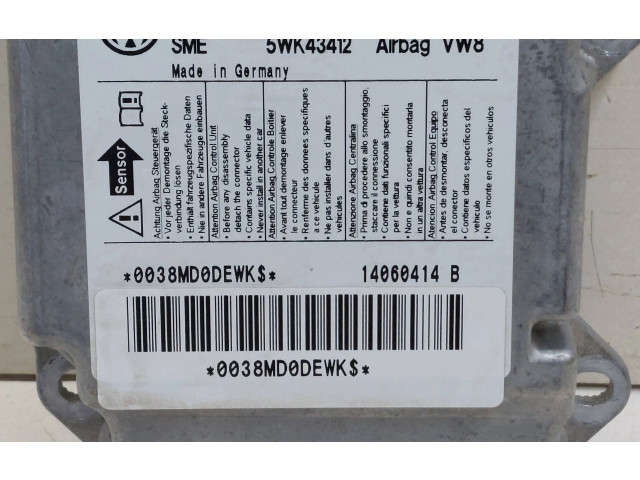 SME 5WK43412 Airbag VW8
Made in Germany
Sensor
Achtung Airbag Steuergerät
• Vor jeder Demontage die Steck-
verbindung lösen
• Enthält fahrzeugspezifische Daten
• Nie in andere Fahrzeuge einbauen
Attention Airbag Control Unit
• Before any disassembly
detach the connector
• Contains specific vehicle data
• Never install in another car
Attention Airbag Controle Boitier
• Avant tout demontage enlever
le connecteur
• Renferme des donnees specifiques
a ce vehicule
• Ne pas installer dans d'autres
vehicules
Attenzione Airbag Centralina
• Prima di procedere allo smontaggio,
staccare il connessione
• Contiene dati funzionali specifici
per la vettura
• Non e quindi consentito montarla
in un altra vettura
Atencion Airbag Control Equipo
• Antes de desmontar, desconecta
el conector
• Contiene datos especificos del
vehiculo
• No se monte en otros vehiculos
*0038MD0DEWK$* 14060414 B
*0038MD0DEWK$*